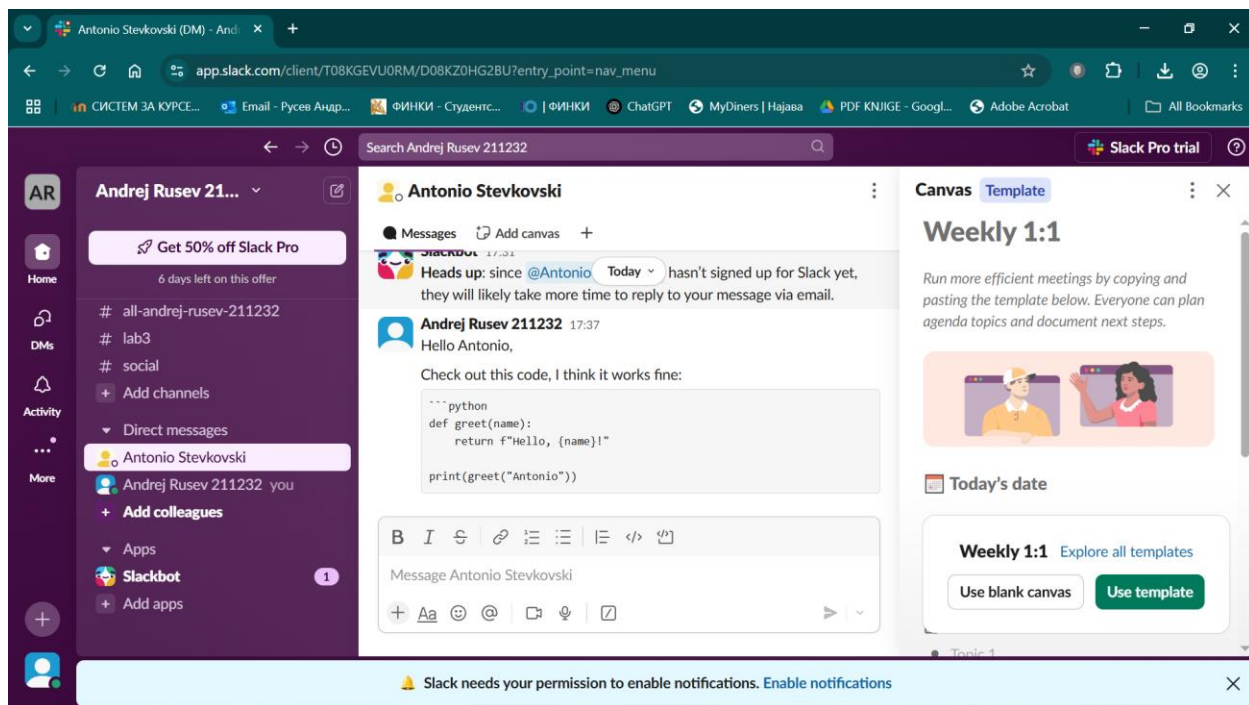 Antonio Stevkovski (DM) - And
app.slack.com/client/T08KGEVU0RM/D08KZ0HG2BU?entry_point=nav_menu
СИСТЕМ ЗА КУРСЕ...
Email - Русев Андр...
ФИНКИ - Студентс...
| ФИНКИ
ChatGPT
MyDiners | Најава
PDF KNJIGE - Googl...
Adobe Acrobat
All Bookmarks
Search Andrej Rusev 211232
Slack Pro trial
AR
Home
DMs
Activity
More
Andrej Rusev 21...
Get 50% off Slack Pro
6 days left on this offer
# all-andrej-rusev-211232
# lab3
# social
+ Add channels
Direct messages
Antonio Stevkovski
Andrej Rusev 211232 you
+ Add colleagues
Apps
Slackbot 1
+ Add apps
Antonio Stevkovski
Messages Add canvas +
Slackbot 17:31
Today
Heads up: since @Antonio hasn't signed up for Slack yet,
they will likely take more time to reply to your message via email.
Andrej Rusev 211232 17:37
Hello Antonio,
Check out this code, I think it works fine:
```python
def greet(name):
return f"Hello, {name}!"
print(greet("Antonio"))
Message Antonio Stevkovski
Aa
Canvas Template
Weekly 1:1
Run more efficient meetings by copying and
pasting the template below. Everyone can plan
agenda topics and document next steps.
Today's date
Weekly 1:1 Explore all templates
Use blank canvas Use template
Topic 1
Slack needs your permission to enable notifications. Enable notifications